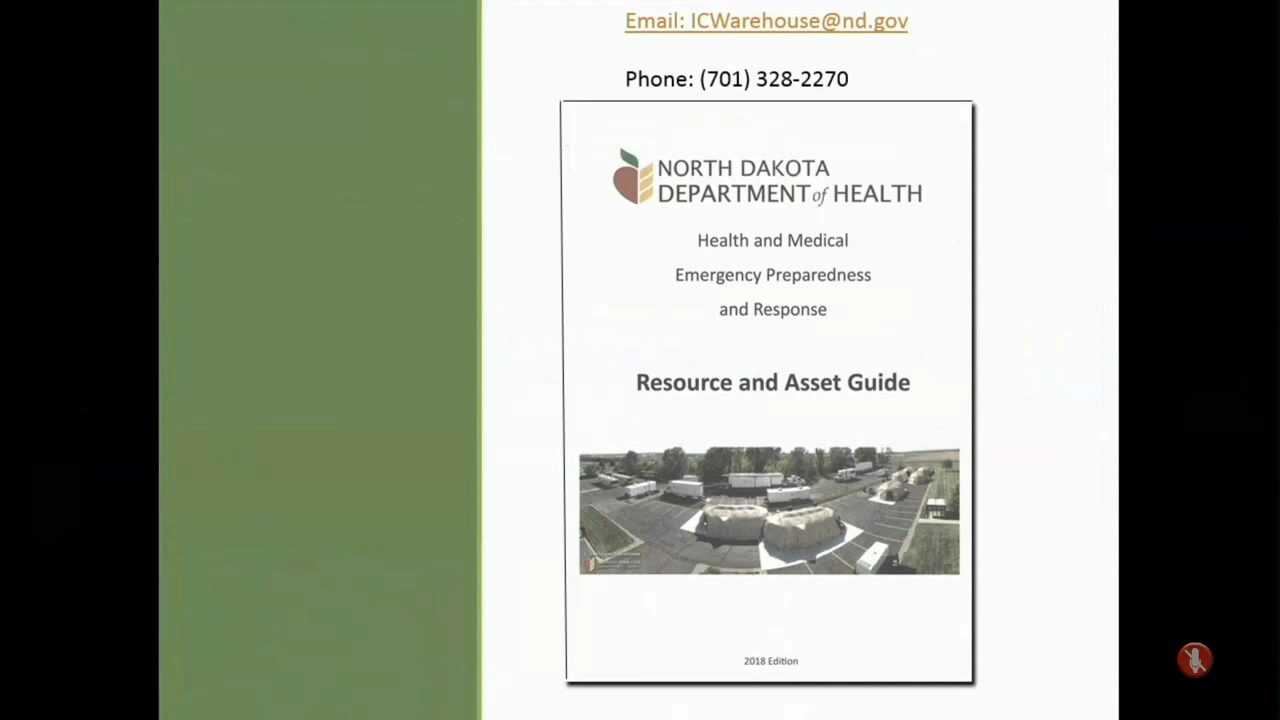 Email: ICWarehouse@nd.gov
Phone: (701) 328-2270
NORTH DAKOTA
DEPARTMENT of HEALTH
Health and Medical
Emergency Preparedness
and Response
Resource and Asset Guide
2018 Edition